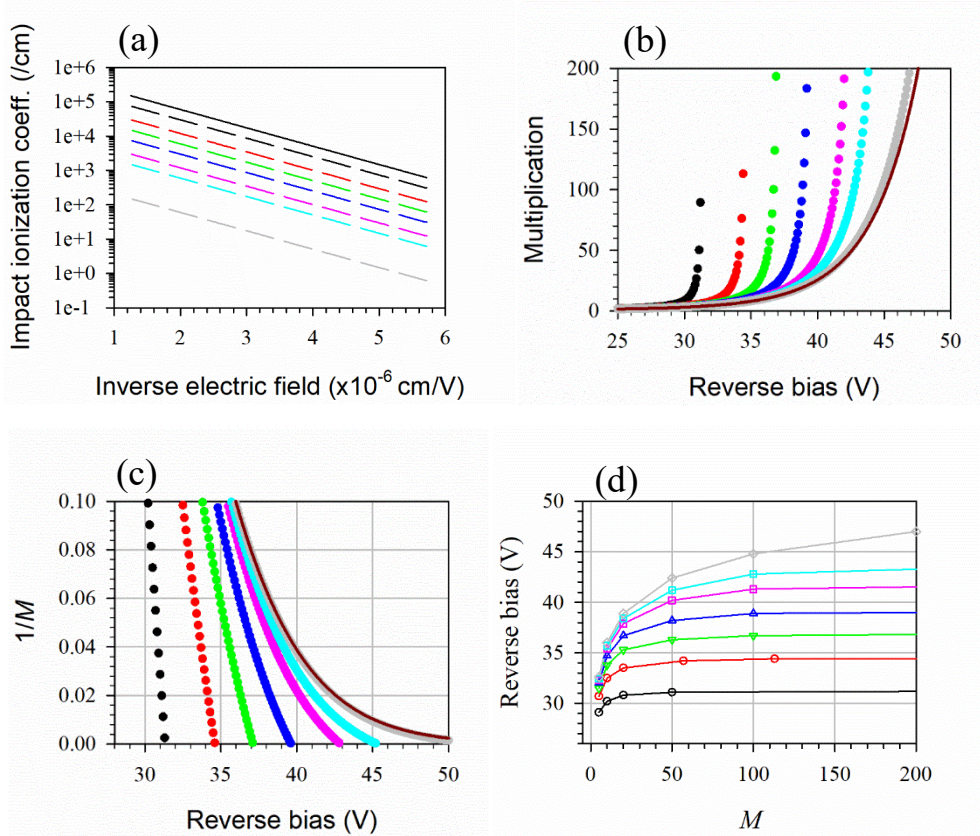 (a)
Impact ionization coeff. (/cm)
1e+6
1e+5
1e+4
1e+3
1e+2
1e+1
1e+0
1e-1
1 2 3 4 5 6
Inverse electric field (x10-6 cm/V)
(b)
Multiplication
200
150
100
50
0
25 30 35 40 45 50
Reverse bias (V)
(c)
1/M
0.10
0.08
0.06
0.04
0.02
0.00
30 35 40 45 50
Reverse bias (V)
(d)
Reverse bias (V)
50
45
40
35
30
0 50 100 150 200
M